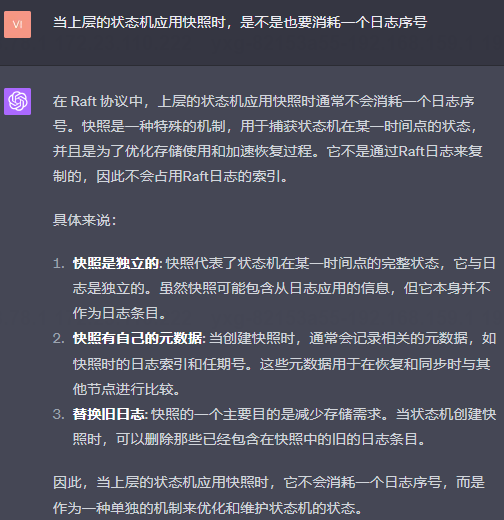 VI
当上层的状态机应用快照时，是不是也要消耗一个日志序号
在 Raft 协议中，上层的状态机应用快照时通常不会消耗一个日志序
号。快照是一种特殊的机制，用于捕获状态机在某一时间点的状态，
并且是为了优化存储使用和加速恢复过程。它不是通过Raft日志来复
制的，因此不会占用Raft日志的索引。
具体来说：
1. 快照是独立的: 快照代表了状态机在某一时间点的完整状态，它与日
志是独立的。虽然快照可能包含从日志应用的信息，但它本身并不
作为日志条目。
2. 快照有自己的元数据: 当创建快照时，通常会记录相关的元数据，如
快照时的日志索引和任期号。这些元数据用于在恢复和同步时与其
他节点进行比较。
3. 替换旧日志: 快照的一个主要目的是减少存储需求。当状态机创建快
照时，可以删除那些已经包含在快照中的旧的日志条目。
因此，当上层的状态机应用快照时，它不会消耗一个日志序号，而是
作为一种单独的机制来优化和维护状态机的状态。